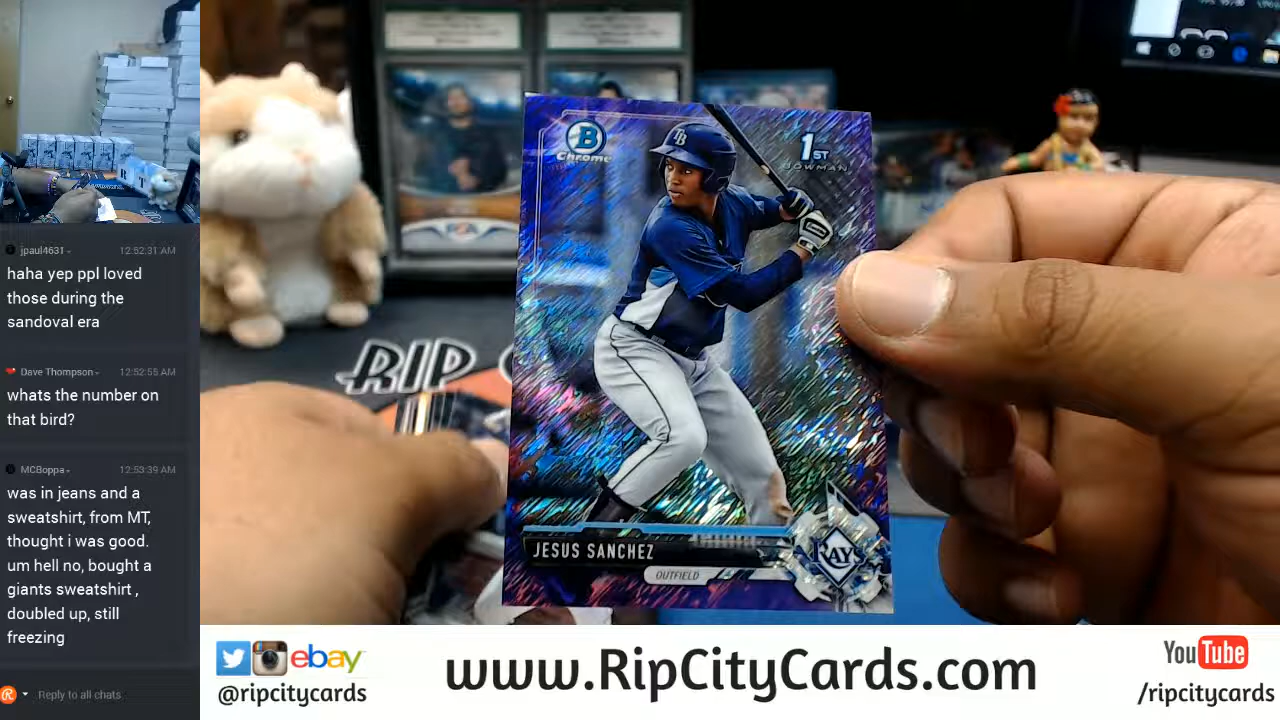 jpaul4631
12:52:31 AM
haha yep ppl loved
those during the
sandoval era
Dave Thompson
12:52:55 AM
whats the number on
that bird?
MCBoppa
12:53:39 AM
was in jeans and a
sweatshirt, from MT,
thought i was good.
um hell no, bought a
giants sweatshirt ,
doubled up, still
freezing
Reply to all chats
RIP
B
Chrome
1ST
BOWMAN
TB
JESUS SANCHEZ
OUTFIELD
RAYS
ebay
@ripcitycards
www.RipCityCards.com
YouTube
/ripcitycards